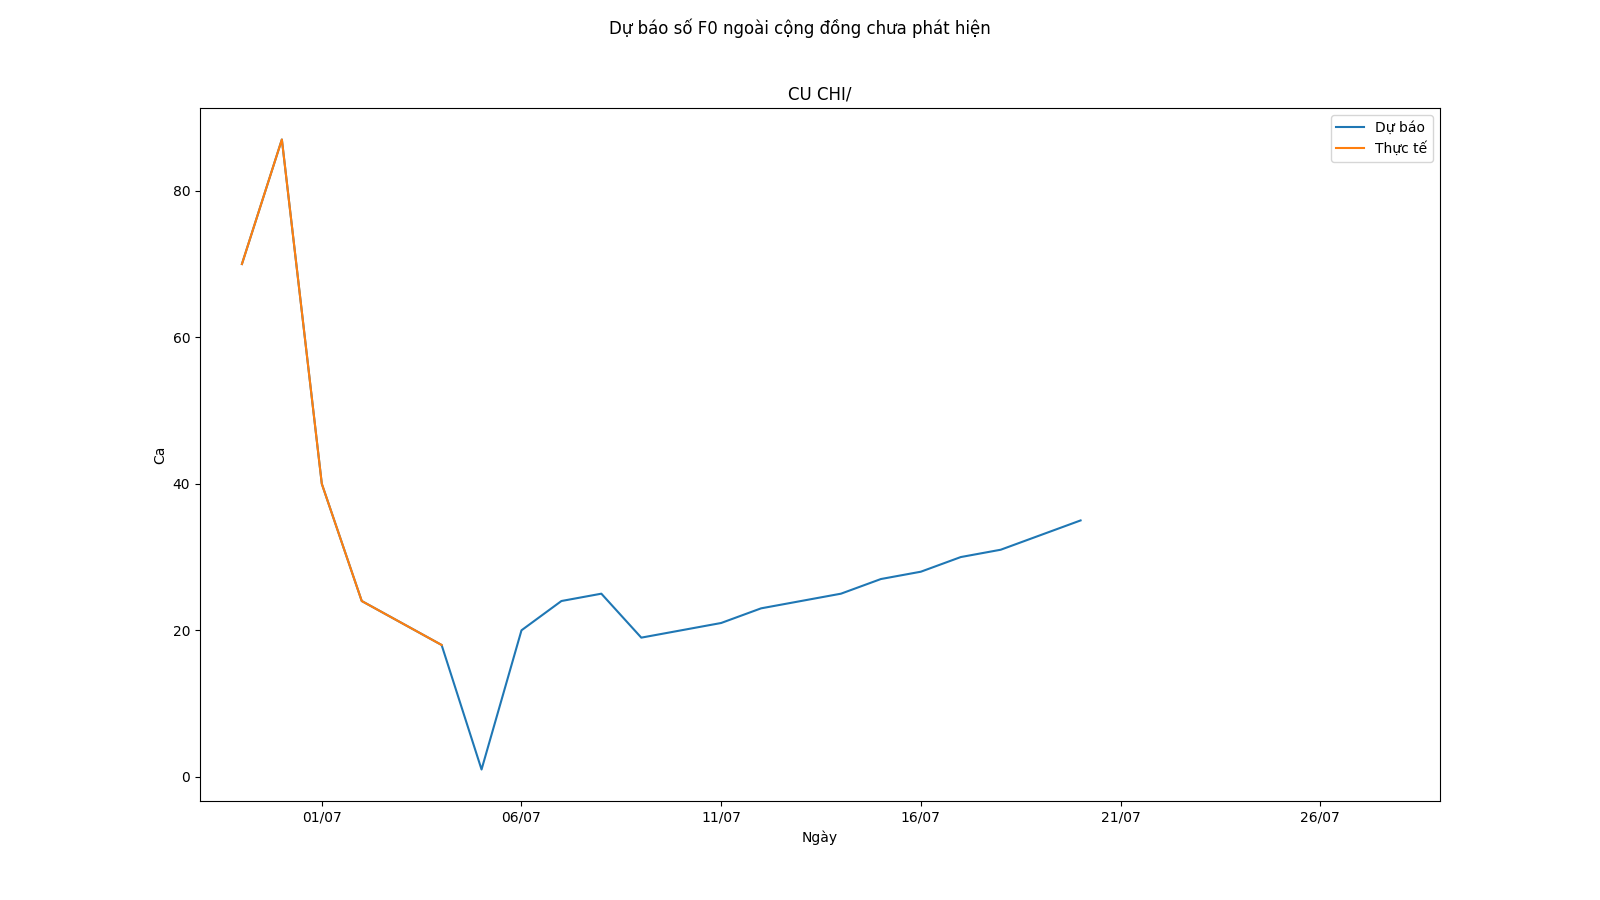 Dự báo số F0 ngoài cộng đồng chưa phát hiện
CU CHI/
Dự báo
Thực tế
80
60
40
20
0
Ca
01/07
06/07
11/07
16/07
21/07
26/07
Ngày